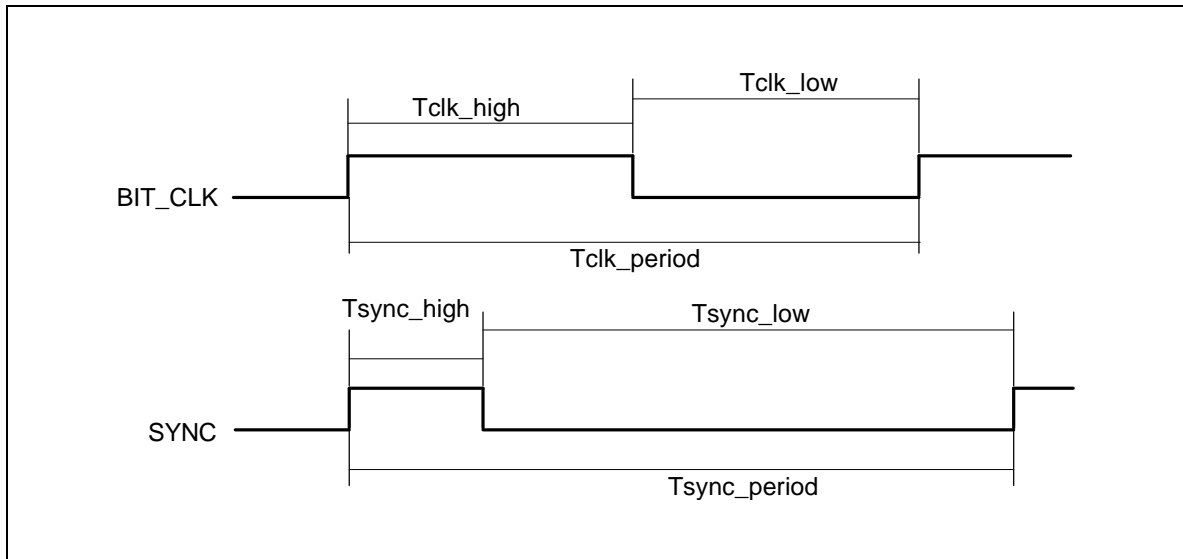 Tclk_low
Tclk_high
BIT_CLK
Tclk_period
Tsync_high
Tsync_low
SYNC
Tsync_period